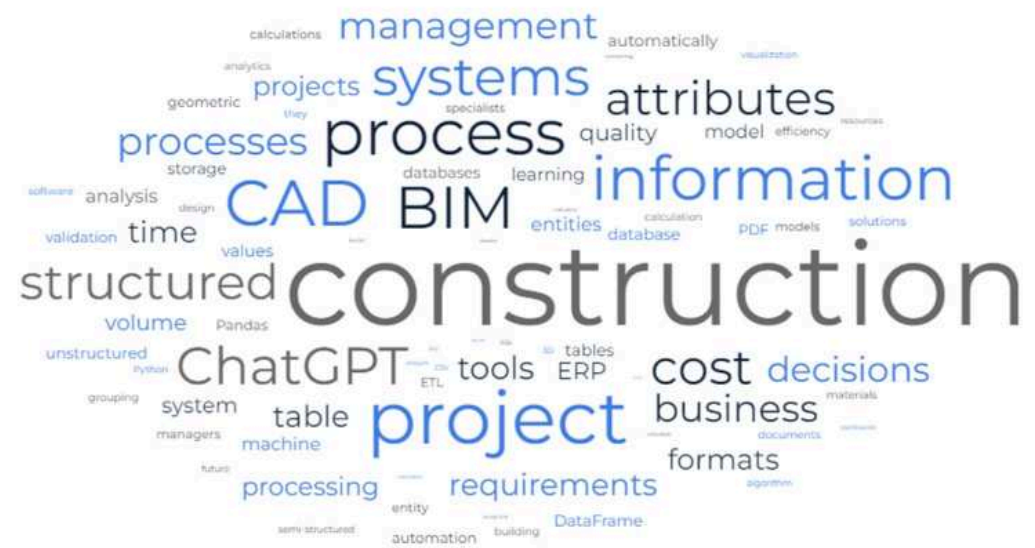 calculations management automatically
visualization
analytics projects systems
geometric they specialists attributes
resources
processes process quality model efficiency
storage databases learning information
software analysis design CAD BIM
entities calculation
validation time values database PDF models solutions
structured construction
volume Pandas
unstructured Python ChatGPT tools tables
ETL ERP cost decisions
grouping system table project business materials
managers machine documents
formats
future processing requirements algorithm
entity
semi-structured automation building DataFrame